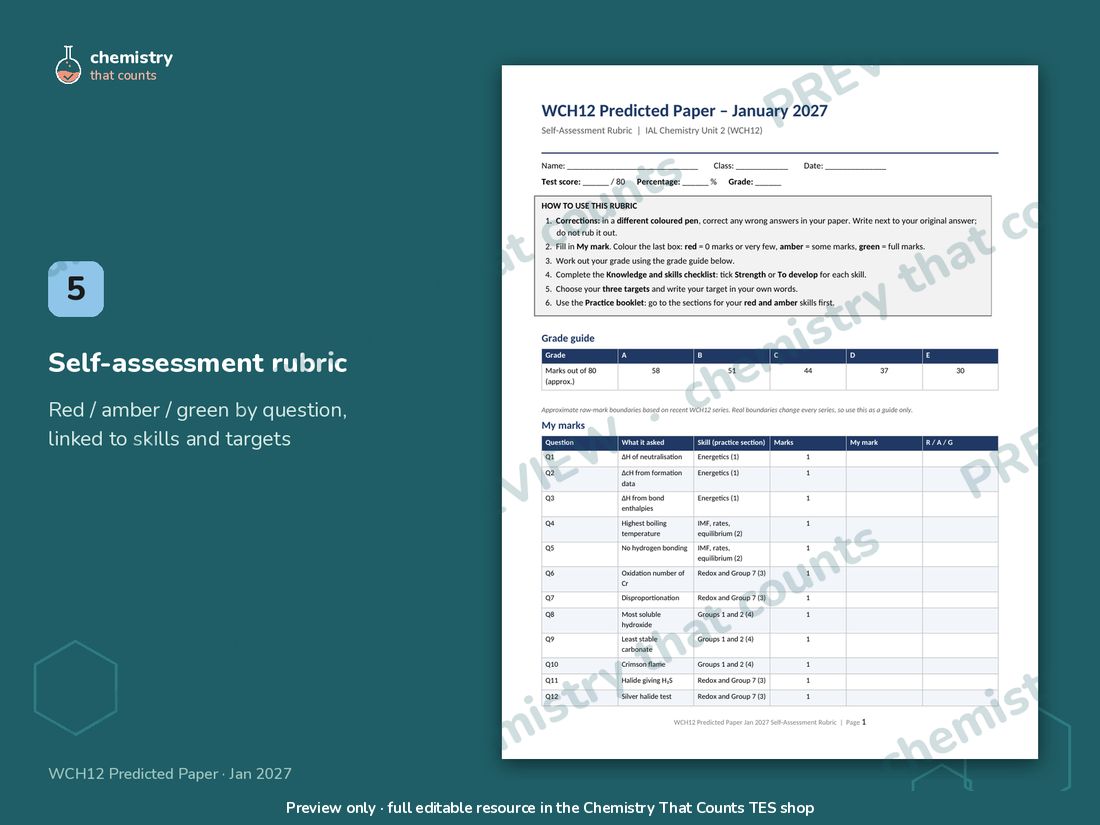 chemistry
that counts
5
Self-assessment rubric
Red / amber / green by question,
linked to skills and targets
WCH12 Predicted Paper · Jan 2027
WCH12 Predicted Paper – January 2027
Self-Assessment Rubric | IAL Chemistry Unit 2 (WCH12)
Name: ____________________ Class: ____________ Date: ______________
Test score: ______ / 80 Percentage: ______ % Grade: ______
HOW TO USE THIS RUBRIC
1. Corrections: in a different coloured pen, correct any wrong answers in your paper. Write next to your original answer;
do not rub it out.
2. Fill in My mark. Colour the last box: red = 0 marks or very few, amber = some marks, green = full marks.
3. Work out your grade using the grade guide below.
4. Complete the Knowledge and skills checklist: tick Strength or To develop for each skill.
5. Choose your three targets and write your target in your own words.
6. Use the Practice booklet: go to the sections for your red and amber skills first.
Grade guide
Grade A B C D E
Marks out of 80 58 51 44 37 30
(approx.)
Approximate raw-mark boundaries based on recent WCH12 series. Real boundaries change every series, so use this as a guide only.
My marks
Question What it asked Skill (practice section) Marks My mark R / A / G
Q1 ΔH of neutralisation Energetics (1) 1
Q2 ΔcH from formation Energetics (1) 1
data
Q3 ΔH from bond Energetics (1) 1
enthalpies
Q4 Highest boiling IMF, rates, 1
temperature equilibrium (2)
Q5 No hydrogen bonding IMF, rates, 1
equilibrium (2)
Q6 Oxidation number of Redox and Group 7 (3) 1
Cr
Q7 Disproportionation Redox and Group 7 (3) 1
Q8 Most soluble Groups 1 and 2 (4) 1
hydroxide
Q9 Least stable Groups 1 and 2 (4) 1
carbonate
Q10 Crimson flame Groups 1 and 2 (4) 1
Q11 Halide giving H₂S Redox and Group 7 (3) 1
Q12 Silver halide test Redox and Group 7 (3) 1
WCH12 Predicted Paper Jan 2027 Self-Assessment Rubric | Page 1
Preview only · full editable resource in the Chemistry That Counts TES shop